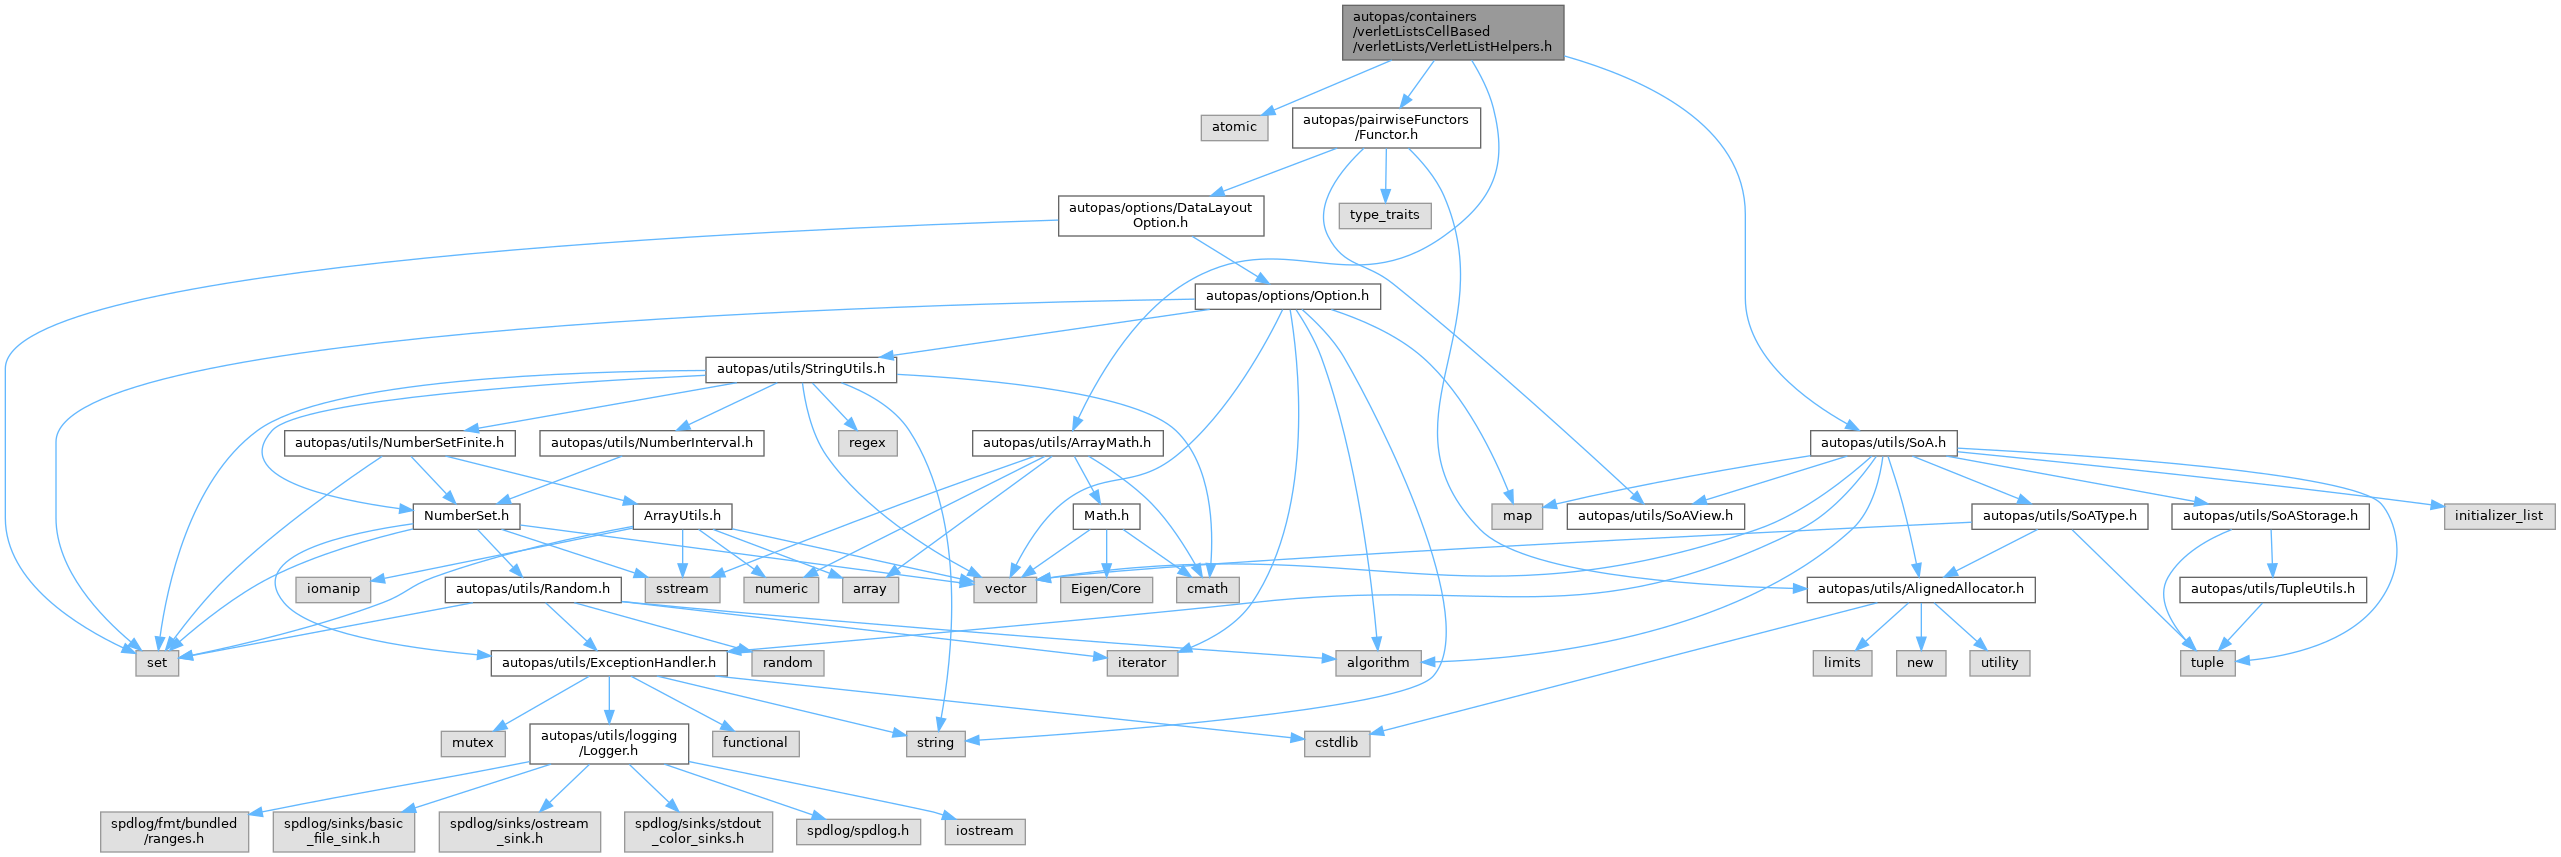 autopas/containers
/verletListsCellBased
/verletLists/VerletListHelpers.h
atomic
autopas/pairwiseFunctors
/Functor.h
autopas/options/DataLayout
Option.h
type_traits
autopas/options/Option.h
autopas/utils/StringUtils.h
autopas/utils/NumberSetFinite.h
autopas/utils/NumberInterval.h
regex
autopas/utils/ArrayMath.h
autopas/utils/SoA.h
NumberSet.h
ArrayUtils.h
Math.h
map
autopas/utils/SoAView.h
autopas/utils/SoAType.h
autopas/utils/SoAStorage.h
initializer_list
iomanip
autopas/utils/Random.h
sstream
numeric
array
vector
Eigen/Core
cmath
autopas/utils/AlignedAllocator.h
autopas/utils/TupleUtils.h
set
autopas/utils/ExceptionHandler.h
random
iterator
algorithm
limits
new
utility
tuple
mutex
autopas/utils/logging
/Logger.h
functional
string
cstdlib
spdlog/fmt/bundled
/ranges.h
spdlog/sinks/basic
_file_sink.h
spdlog/sinks/ostream
_sink.h
spdlog/sinks/stdout
_color_sinks.h
spdlog/spdlog.h
iostream